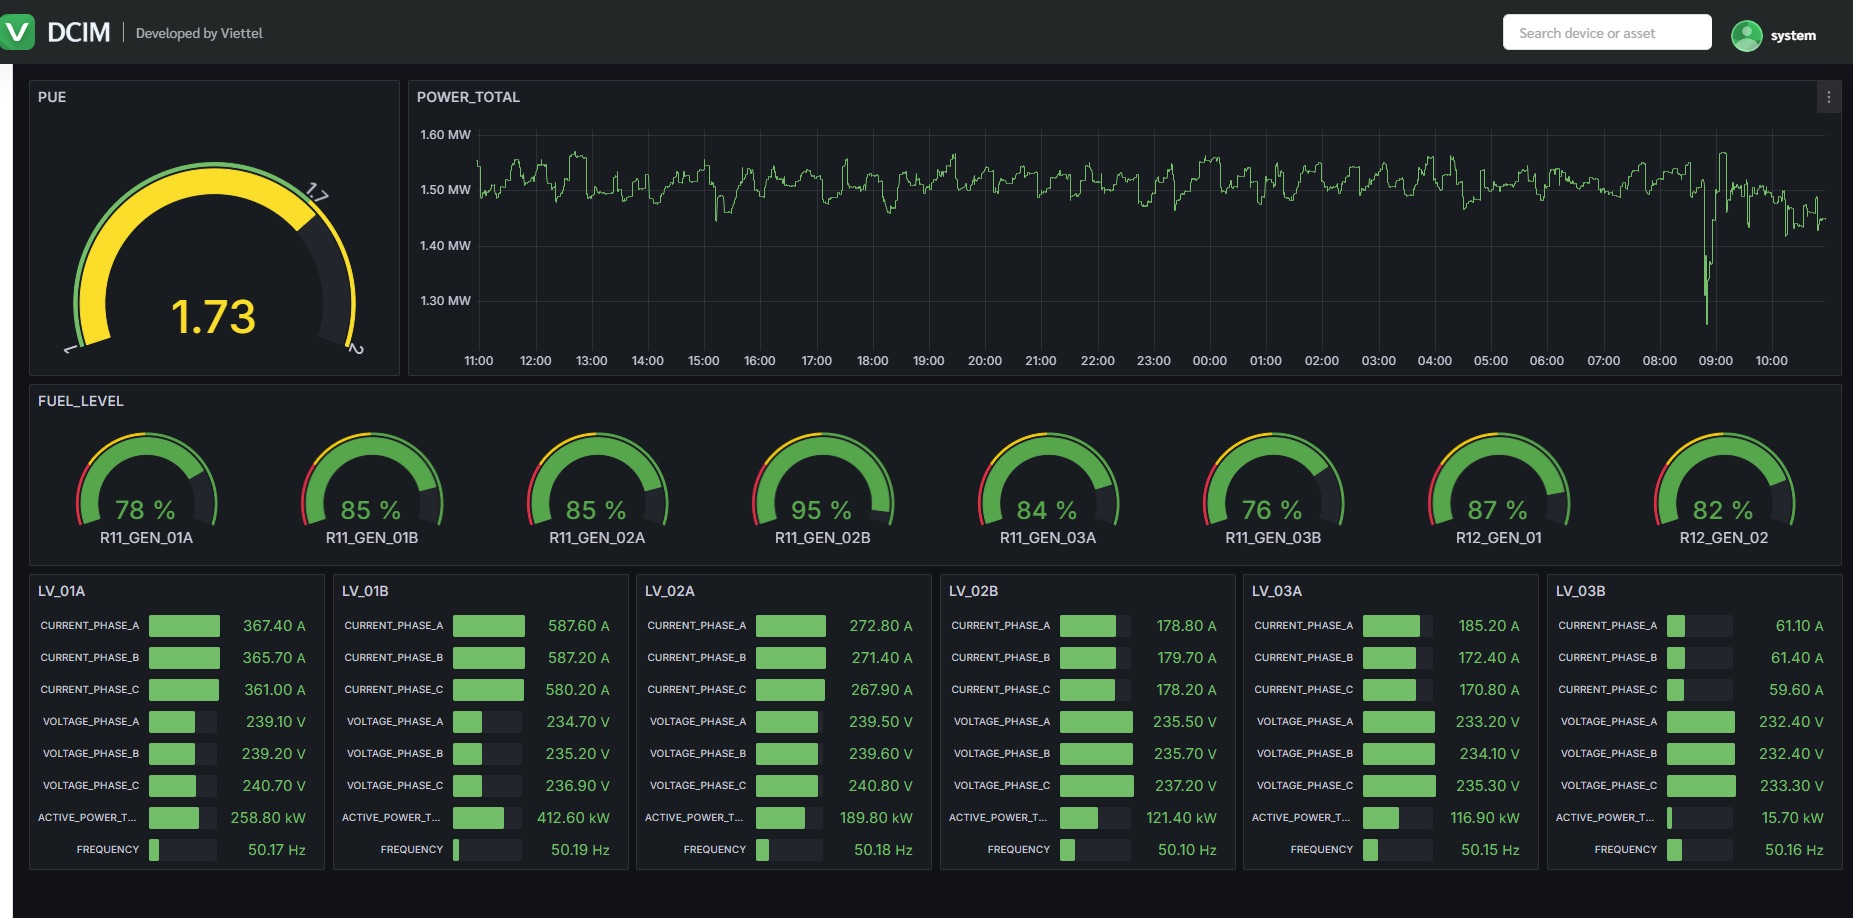 DCIM | Developed by Viettel
Search device or asset
system
PUE
1
1.7
2
1.73
POWER_TOTAL
1.60 MW
1.50 MW
1.40 MW
1.30 MW
11:00 12:00 13:00 14:00 15:00 16:00 17:00 18:00 19:00 20:00 21:00 22:00 23:00 00:00 01:00 02:00 03:00 04:00 05:00 06:00 07:00 08:00 09:00 10:00
FUEL_LEVEL
78 % 85 % 85 % 95 % 84 % 76 % 87 % 82 %
R11_GEN_01A R11_GEN_01B R11_GEN_02A R11_GEN_02B R11_GEN_03A R11_GEN_03B R12_GEN_01 R12_GEN_02
LV_01A
CURRENT_PHASE_A 367.40 A
CURRENT_PHASE_B 365.70 A
CURRENT_PHASE_C 361.00 A
VOLTAGE_PHASE_A 239.10 V
VOLTAGE_PHASE_B 239.20 V
VOLTAGE_PHASE_C 240.70 V
ACTIVE_POWER_T... 258.80 kW
FREQUENCY 50.17 Hz
LV_01B
CURRENT_PHASE_A 587.60 A
CURRENT_PHASE_B 587.20 A
CURRENT_PHASE_C 580.20 A
VOLTAGE_PHASE_A 234.70 V
VOLTAGE_PHASE_B 235.20 V
VOLTAGE_PHASE_C 236.90 V
ACTIVE_POWER_T... 412.60 kW
FREQUENCY 50.19 Hz
LV_02A
CURRENT_PHASE_A 272.80 A
CURRENT_PHASE_B 271.40 A
CURRENT_PHASE_C 267.90 A
VOLTAGE_PHASE_A 239.50 V
VOLTAGE_PHASE_B 239.60 V
VOLTAGE_PHASE_C 240.80 V
ACTIVE_POWER_T... 189.80 kW
FREQUENCY 50.18 Hz
LV_02B
CURRENT_PHASE_A 178.80 A
CURRENT_PHASE_B 179.70 A
CURRENT_PHASE_C 178.20 A
VOLTAGE_PHASE_A 235.50 V
VOLTAGE_PHASE_B 235.70 V
VOLTAGE_PHASE_C 237.20 V
ACTIVE_POWER_T... 121.40 kW
FREQUENCY 50.10 Hz
LV_03A
CURRENT_PHASE_A 185.20 A
CURRENT_PHASE_B 172.40 A
CURRENT_PHASE_C 170.80 A
VOLTAGE_PHASE_A 233.20 V
VOLTAGE_PHASE_B 234.10 V
VOLTAGE_PHASE_C 235.30 V
ACTIVE_POWER_T... 116.90 kW
FREQUENCY 50.15 Hz
LV_03B
CURRENT_PHASE_A 61.10 A
CURRENT_PHASE_B 61.40 A
CURRENT_PHASE_C 59.60 A
VOLTAGE_PHASE_A 232.40 V
VOLTAGE_PHASE_B 232.40 V
VOLTAGE_PHASE_C 233.30 V
ACTIVE_POWER_T... 15.70 kW
FREQUENCY 50.16 Hz